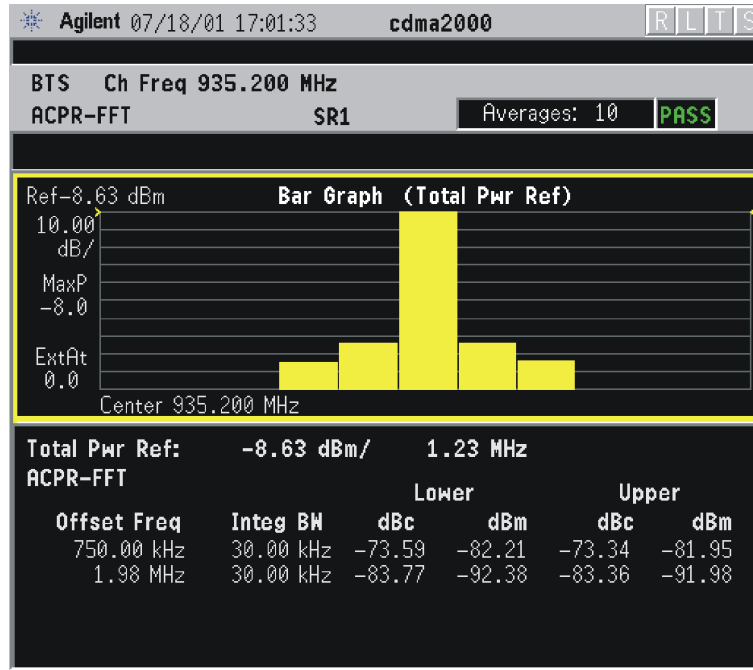 Agilent 07/18/01 17:01:33 cdma2000 R L T S
BTS Ch Freq 935.200 MHz
ACPR-FFT SR1 Averages: 10 PASS
Ref-8.63 dBm Bar Graph (Total Pwr Ref)
10.00
dB/
MaxP
-8.0
ExtAt
0.0
Center 935.200 MHz
Total Pwr Ref: -8.63 dBm/ 1.23 MHz
ACPR-FFT
Lower Upper
Offset Freq Integ BW dBc dBm dBc dBm
750.00 kHz 30.00 kHz -73.59 -82.21 -73.34 -81.95
1.98 MHz 30.00 kHz -83.77 -92.38 -83.36 -91.98